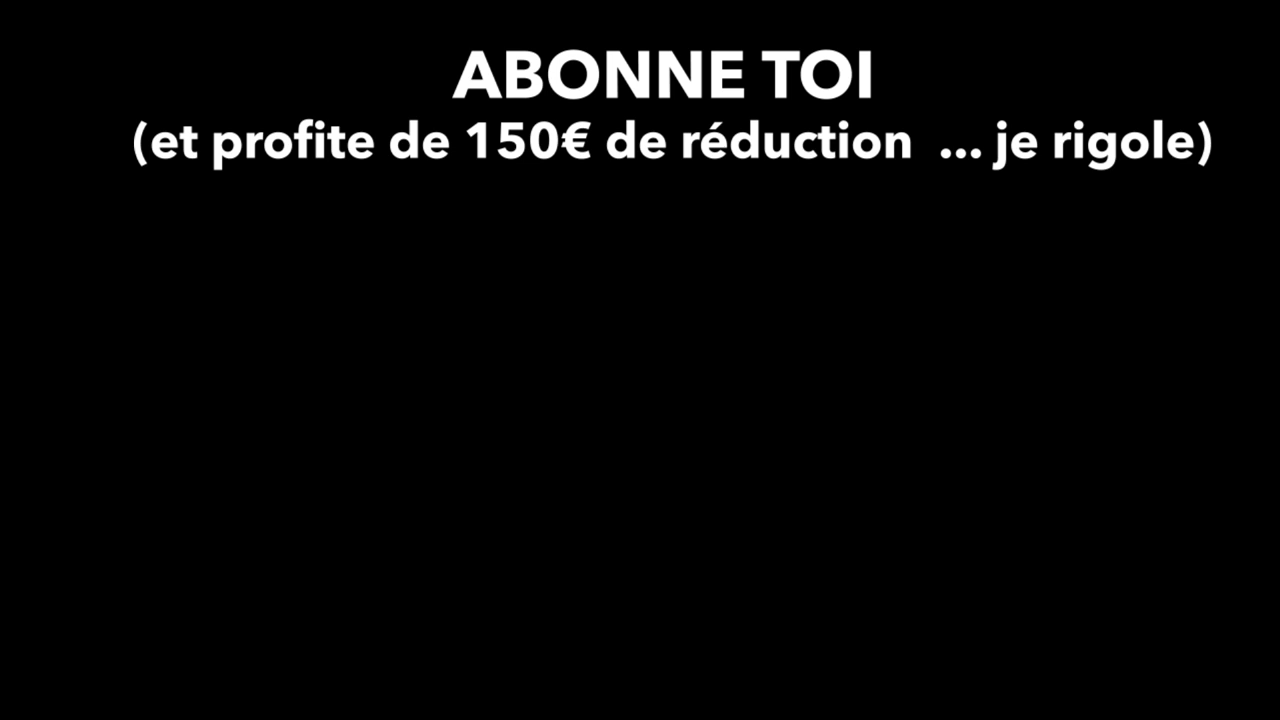 ABONNE TOI
(et profite de 150€ de réduction  ... je rigole)